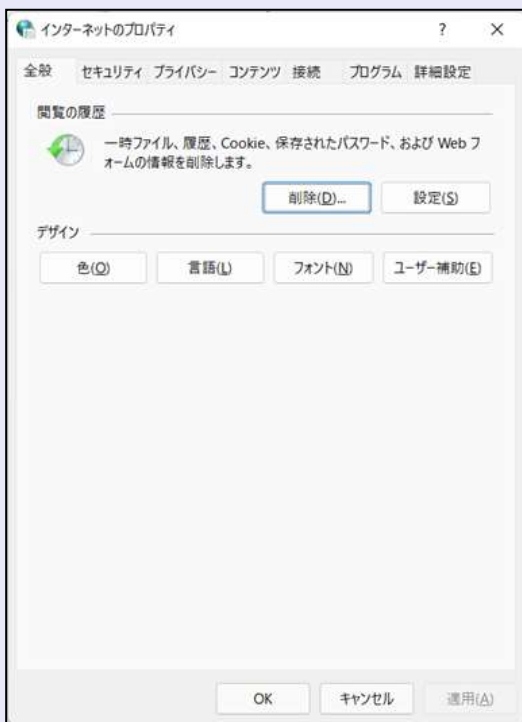 インターネットのプロパティ
? ×
全般 セキュリティ プライバシー コンテンツ 接続 プログラム 詳細設定
閲覧の履歴
一時ファイル、履歴、Cookie、保存されたパスワード、および Web フ
ォームの情報を削除します。
削除(D)... 設定(S)
デザイン
色(O) 言語(L) フォント(N) ユーザー補助(E)
OK キャンセル 適用(A)